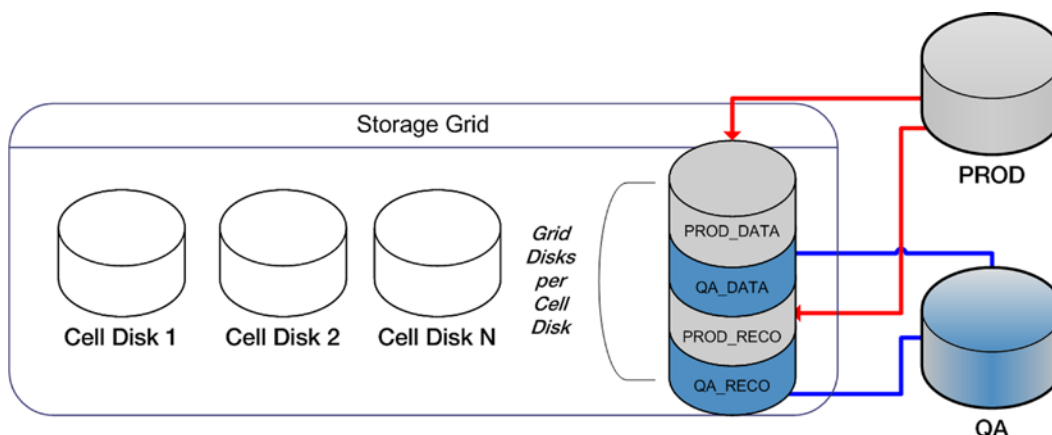 Storage Grid
PROD
Cell Disk 1
Cell Disk 2
Cell Disk N
Grid
Disks
per
Cell
Disk
PROD_DATA
QA_DATA
PROD_RECO
QA_RECO
QA